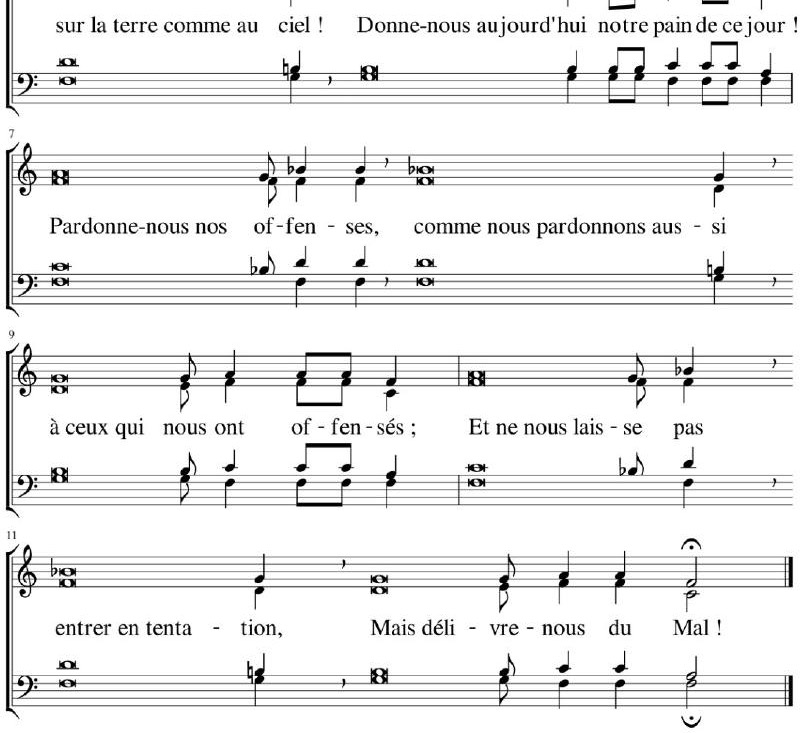 sur la terre comme au ciel ! Donne-nous aujourd'hui notre pain de ce jour !
7
Pardonne-nous nos of-fen - ses, comme nous pardonnons aus - si
9
à ceux qui nous ont of - fen-sés ; Et ne nous lais - se pas
11
entrer en tenta - tion, Mais déli - vre - nous du Mal !